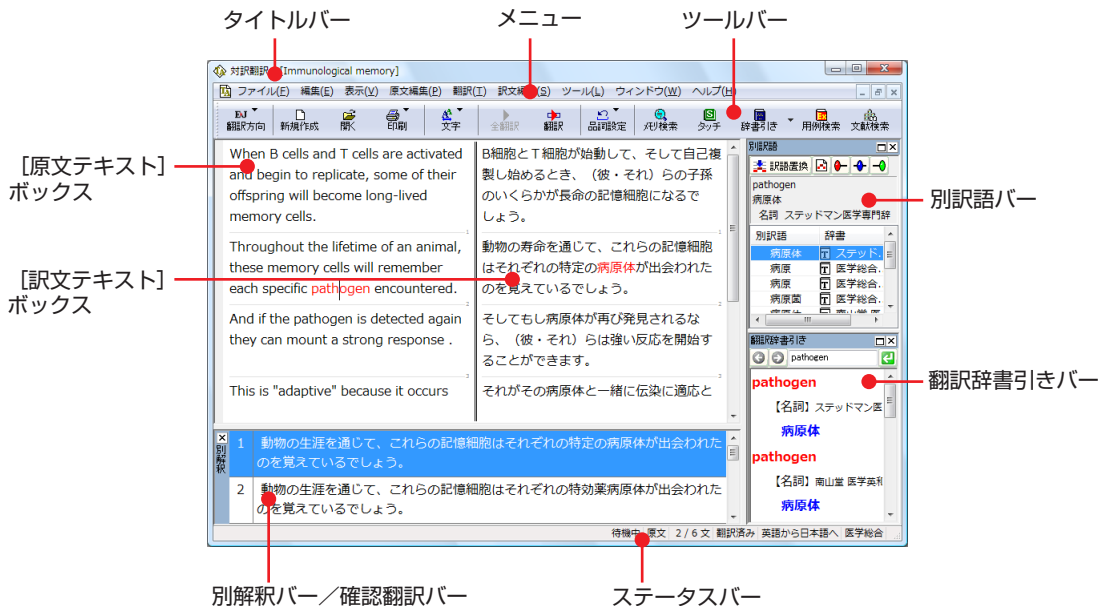 タイトルバー
メニュー
ツールバー
対訳翻訳 [Immunological memory]
ファイル(F) 編集(E) 表示(V) 原文編集(P) 翻訳(T) 訳文編集(S) ツール(L) ウィンドウ(W) ヘルプ(H)
EJ
翻訳方向 新規作成 開く 印刷 文字 全翻訳 翻訳 品詞設定 メモリ検索 タッチ 辞書引き 用例検索 文献検索
[原文テキスト]
ボックス
When B cells and T cells are activated
and begin to replicate, some of their
offspring will become long-lived
memory cells.
1
Throughout the lifetime of an animal,
these memory cells will remember
each specific pathogen encountered.
2
And if the pathogen is detected again
they can mount a strong response .
3
This is "adaptive" because it occurs
[訳文テキスト]
ボックス
B細胞とT細胞が始動して、そして自己複
製し始めるとき、（彼・それ）らの子孫
のいくらかが長命の記憶細胞になるで
しょう。
1
動物の寿命を通じて、これらの記憶細胞
はそれぞれの特定の病原体が出会われた
のを覚えているでしょう。
2
そしてもし病原体が再び発見されるな
ら、（彼・それ）らは強い反応を開始す
ることができます。
3
それがその病原体と一緒に伝染に適応と
別訳語
訳語置換
pathogen
病原体
名詞 ステッドマン医学専門辞
別訳語 辞書
病原体 ステッド..
病原 医学総合..
病原 医学総合..
病原菌 医学総合..
別訳語バー
翻訳辞書引き
pathogen
pathogen
【名詞】ステッドマン医
病原体
pathogen
【名詞】南山堂 医学英和
病原体
翻訳辞書引きバー
別解釈
1 動物の生涯を通じて、これらの記憶細胞はそれぞれの特定の病原体が出会われた
のを覚えているでしょう。
2 動物の生涯を通じて、これらの記憶細胞はそれぞれの特効薬病原体が出会われた
のを覚えているでしょう。
待機中 原文 2 / 6 文 翻訳済み 英語から日本語へ 医学総合
別解釈バー／確認翻訳バー
ステータスバー